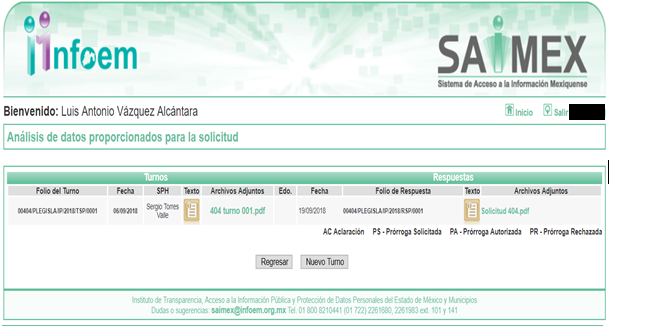 infoem
SAIMEX
Sistema de Acceso a la Información Mexiquense
Bienvenido: Luis Antonio Vázquez Alcántara
Inicio Salir
Análisis de datos proporcionados para la solicitud
Turnos Respuestas
Folio del Turno Fecha SPH Texto Archivos Adjuntos Edo. Fecha Folio de Respuesta Texto Archivos Adjuntos
00404/PLEGISLA/IP/2018/TSP/0001 06/09/2018 Sergio Torres Valle 404 turno 001.pdf 19/09/2018 00404/PLEGISLA/IP/2018/RSP/0001 Solicitud 404.pdf
AC Aclaración PS - Prórroga Solicitada PA - Prórroga Autorizada PR - Prórroga Rechazada
Regresar Nuevo Turno
Instituto de Transparencia, Acceso a la Información Pública y Protección de Datos Personales del Estado de México y Municipios
Dudas o sugerencias: saimex@infoem.org.mx Tel. 01 800 8210441 (01 722) 2261680, 2261983 ext. 101 y 141